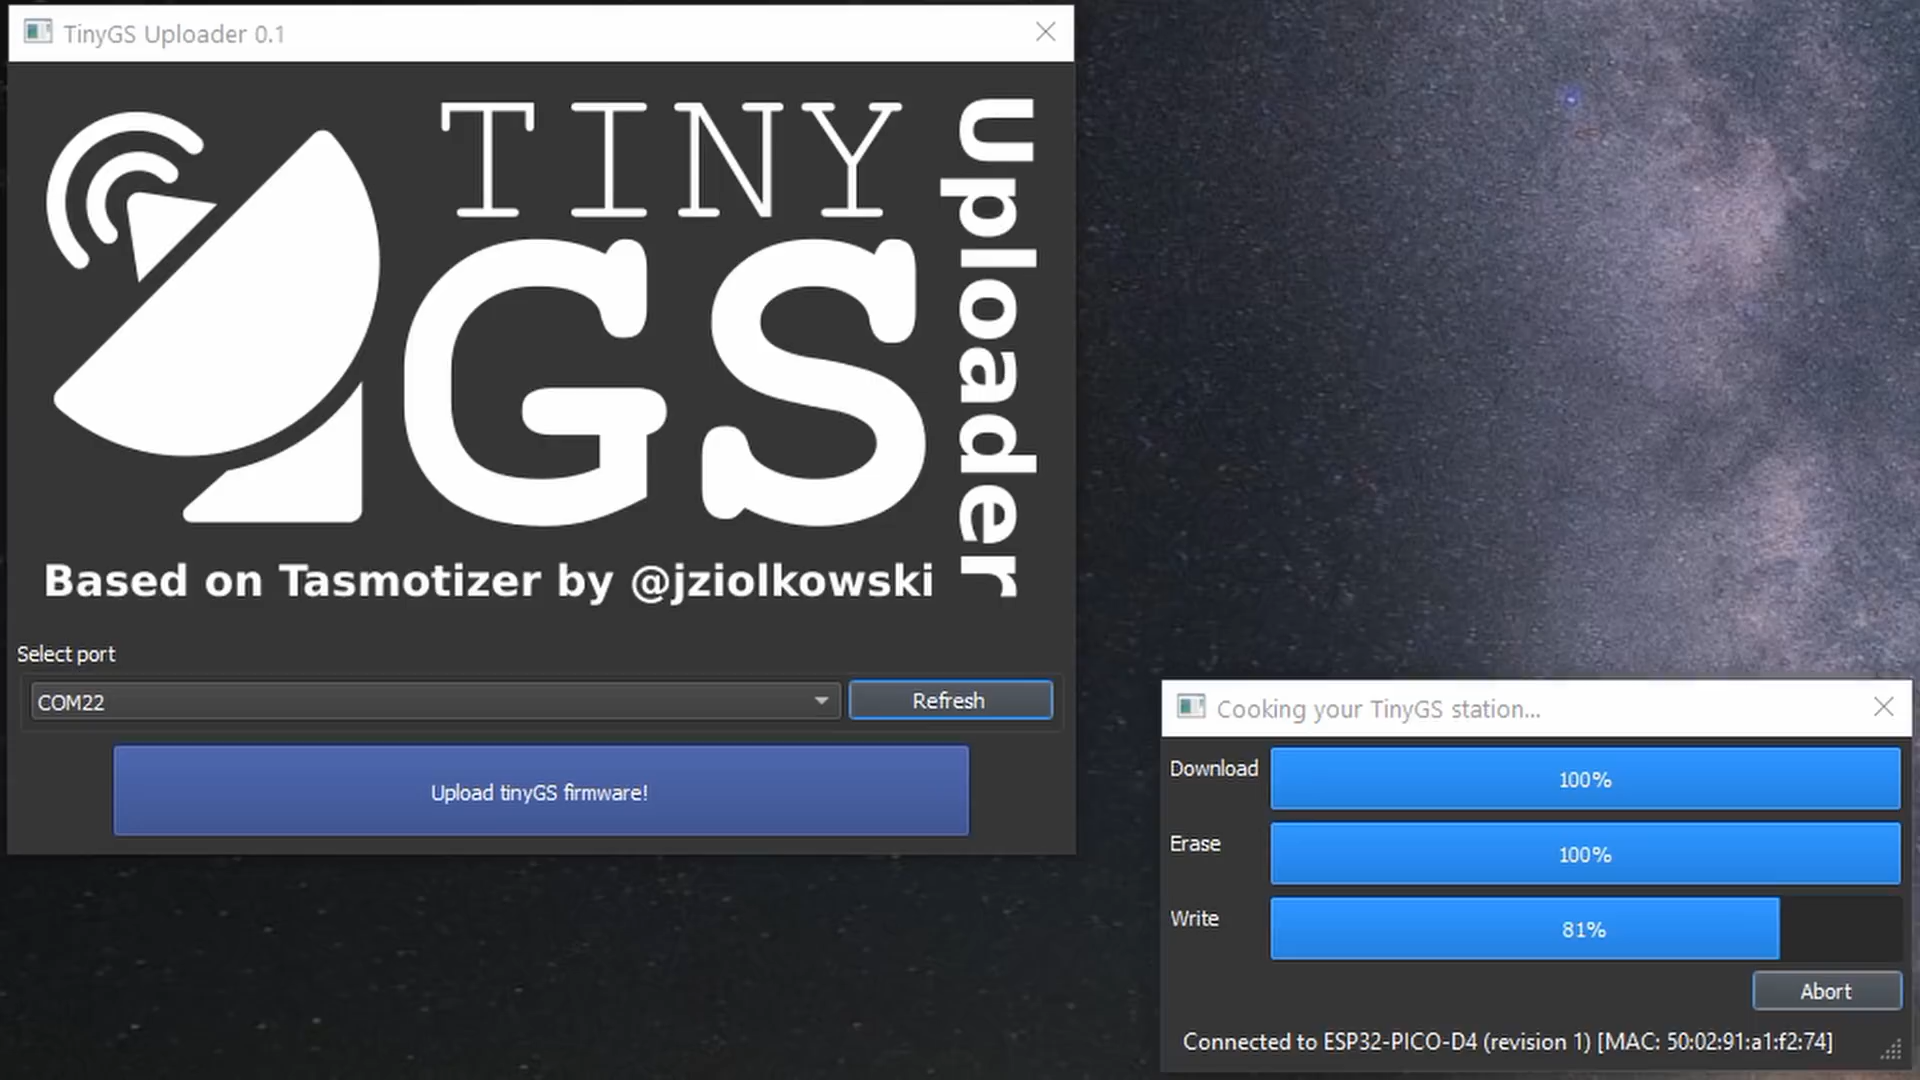 TinyGS Uploader 0.1
TINY
GS
Uploader
Based on Tasmotizer by @jziolkowski
Select port
COM22
Refresh
Upload tinyGS firmware!
Cooking your TinyGS station...
Download
100%
Erase
100%
Write
81%
Abort
Connected to ESP32-PICO-D4 (revision 1) [MAC: 50:02:91:a1:f2:74]